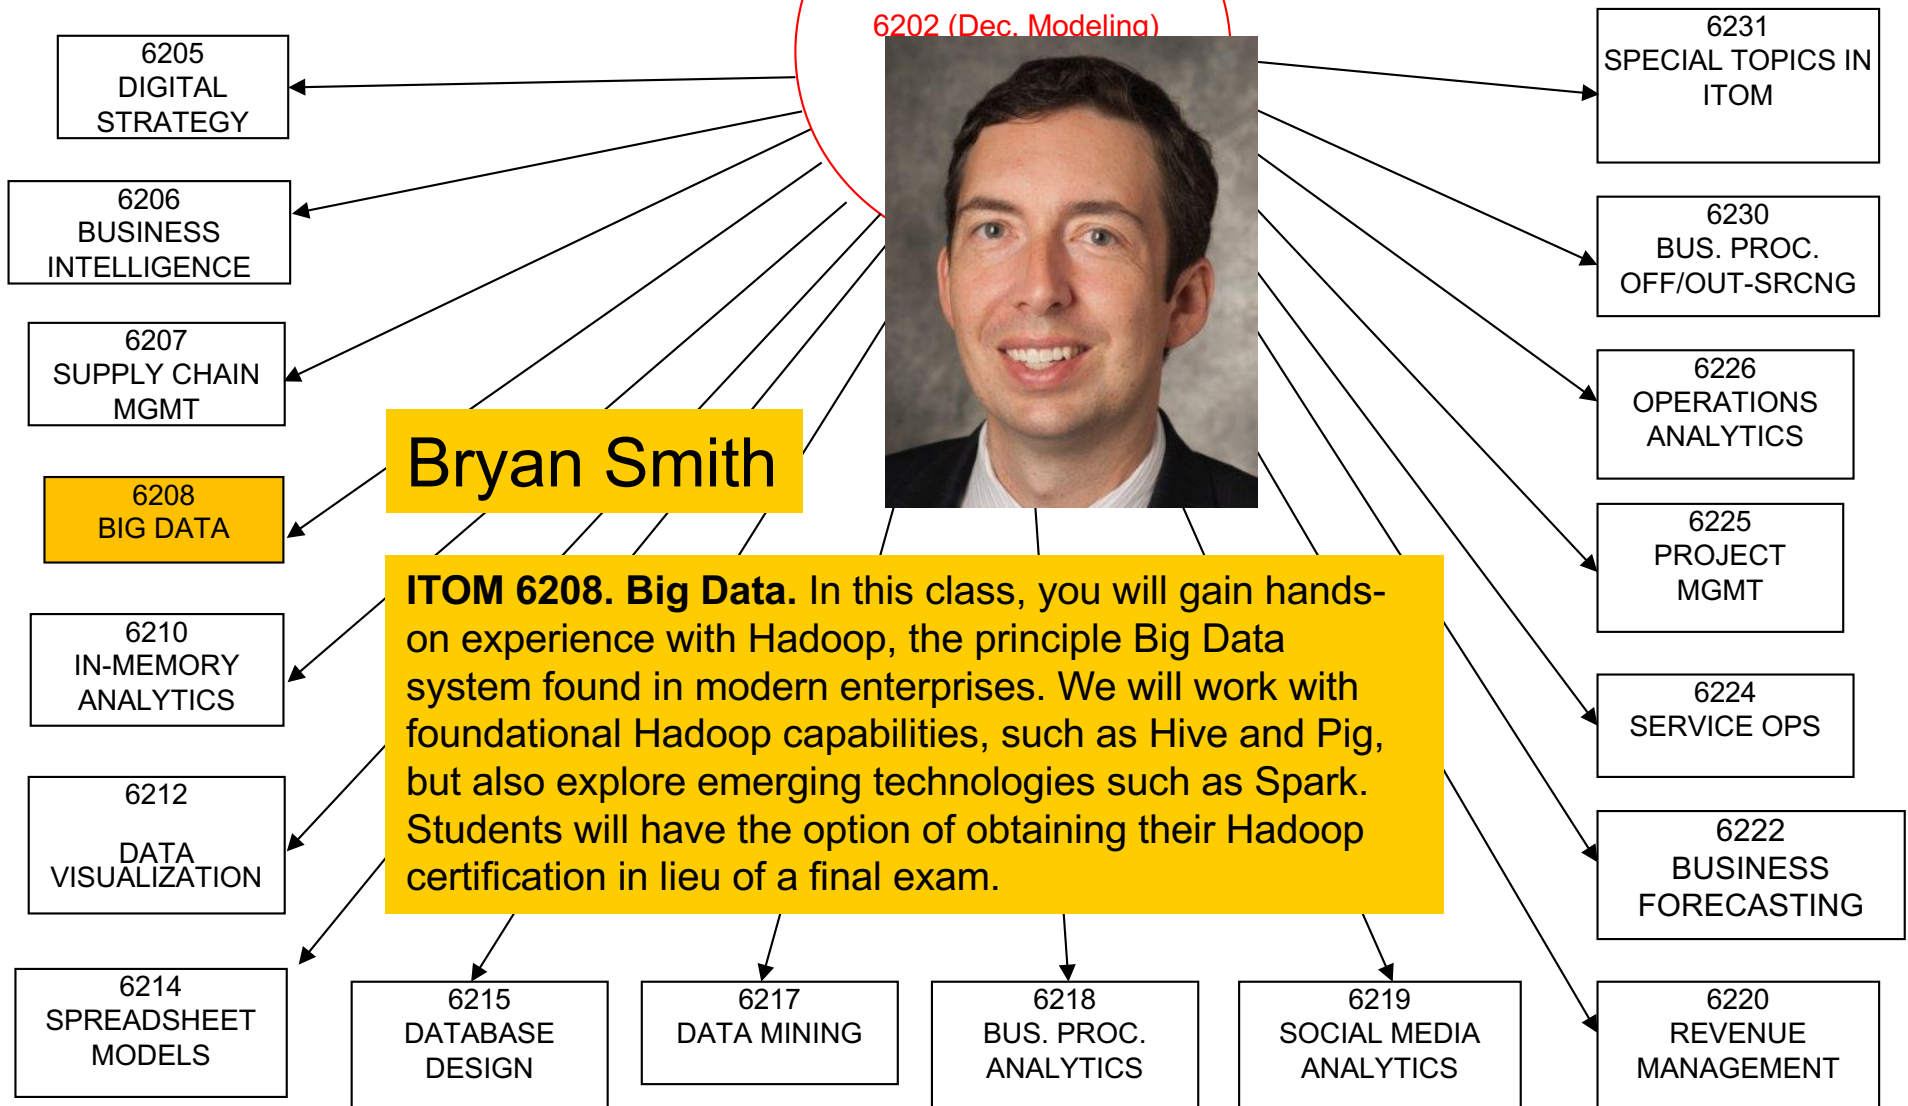 6202 (Dec. Modeling)
6205
DIGITAL
STRATEGY
6206
BUSINESS
INTELLIGENCE
6207
SUPPLY CHAIN
MGMT
6208
BIG DATA
6210
IN-MEMORY
ANALYTICS
6212
DATA
VISUALIZATION
6214
SPREADSHEET
MODELS
Bryan Smith
ITOM 6208. Big Data. In this class, you will gain hands-
on experience with Hadoop, the principle Big Data
system found in modern enterprises. We will work with
foundational Hadoop capabilities, such as Hive and Pig,
but also explore emerging technologies such as Spark.
Students will have the option of obtaining their Hadoop
certification in lieu of a final exam.
6215
DATABASE
DESIGN
6217
DATA MINING
6218
BUS. PROC.
ANALYTICS
6219
SOCIAL MEDIA
ANALYTICS
6231
SPECIAL TOPICS IN
ITOM
6230
BUS. PROC.
OFF/OUT-SRCNG
6226
OPERATIONS
ANALYTICS
6225
PROJECT
MGMT
6224
SERVICE OPS
6222
BUSINESS
FORECASTING
6220
REVENUE
MANAGEMENT